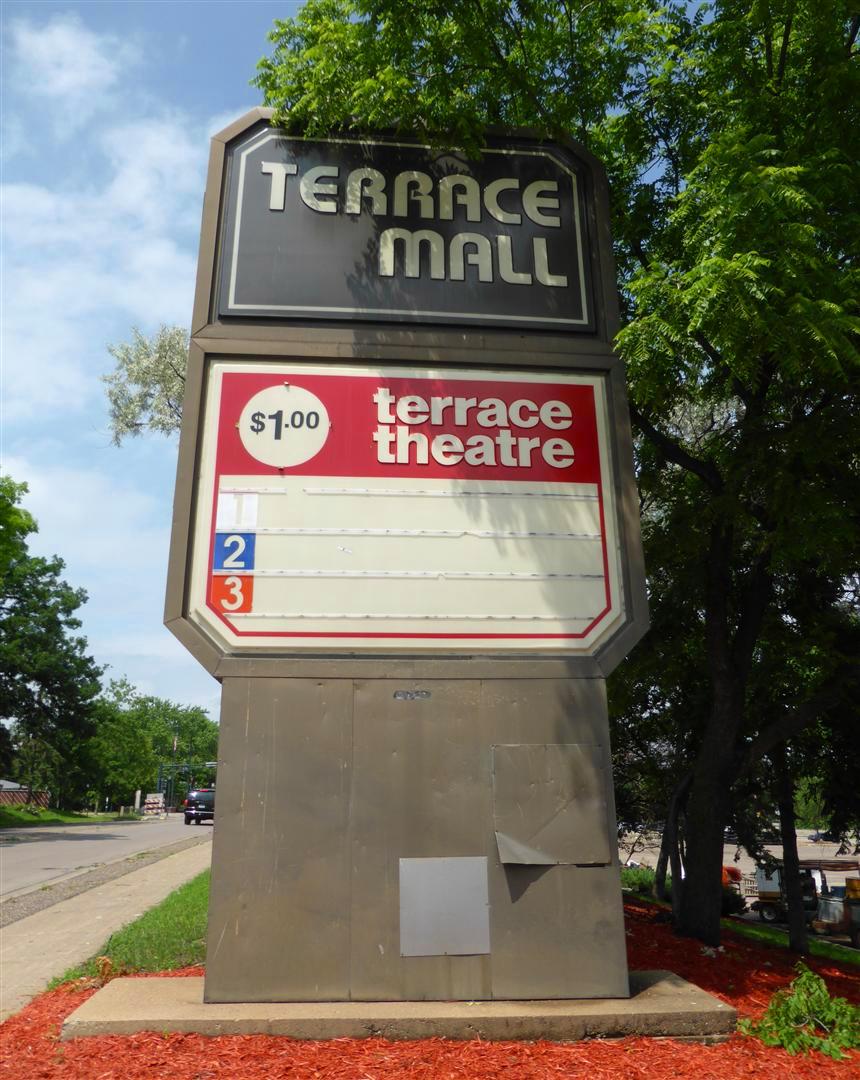 TERRACE
MALL
$1.00
terrace
theatre
1
2
3